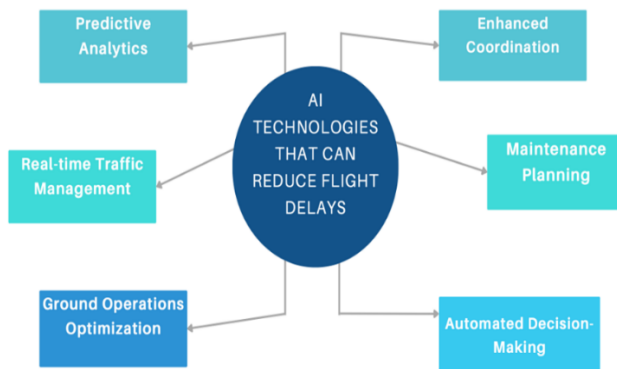 Predictive
Analytics
Enhanced
Coordination
AI
TECHNOLOGIES
THAT CAN
REDUCE FLIGHT
DELAYS
Real-time Traffic
Management
Maintenance
Planning
Ground Operations
Optimization
Automated Decision-
Making